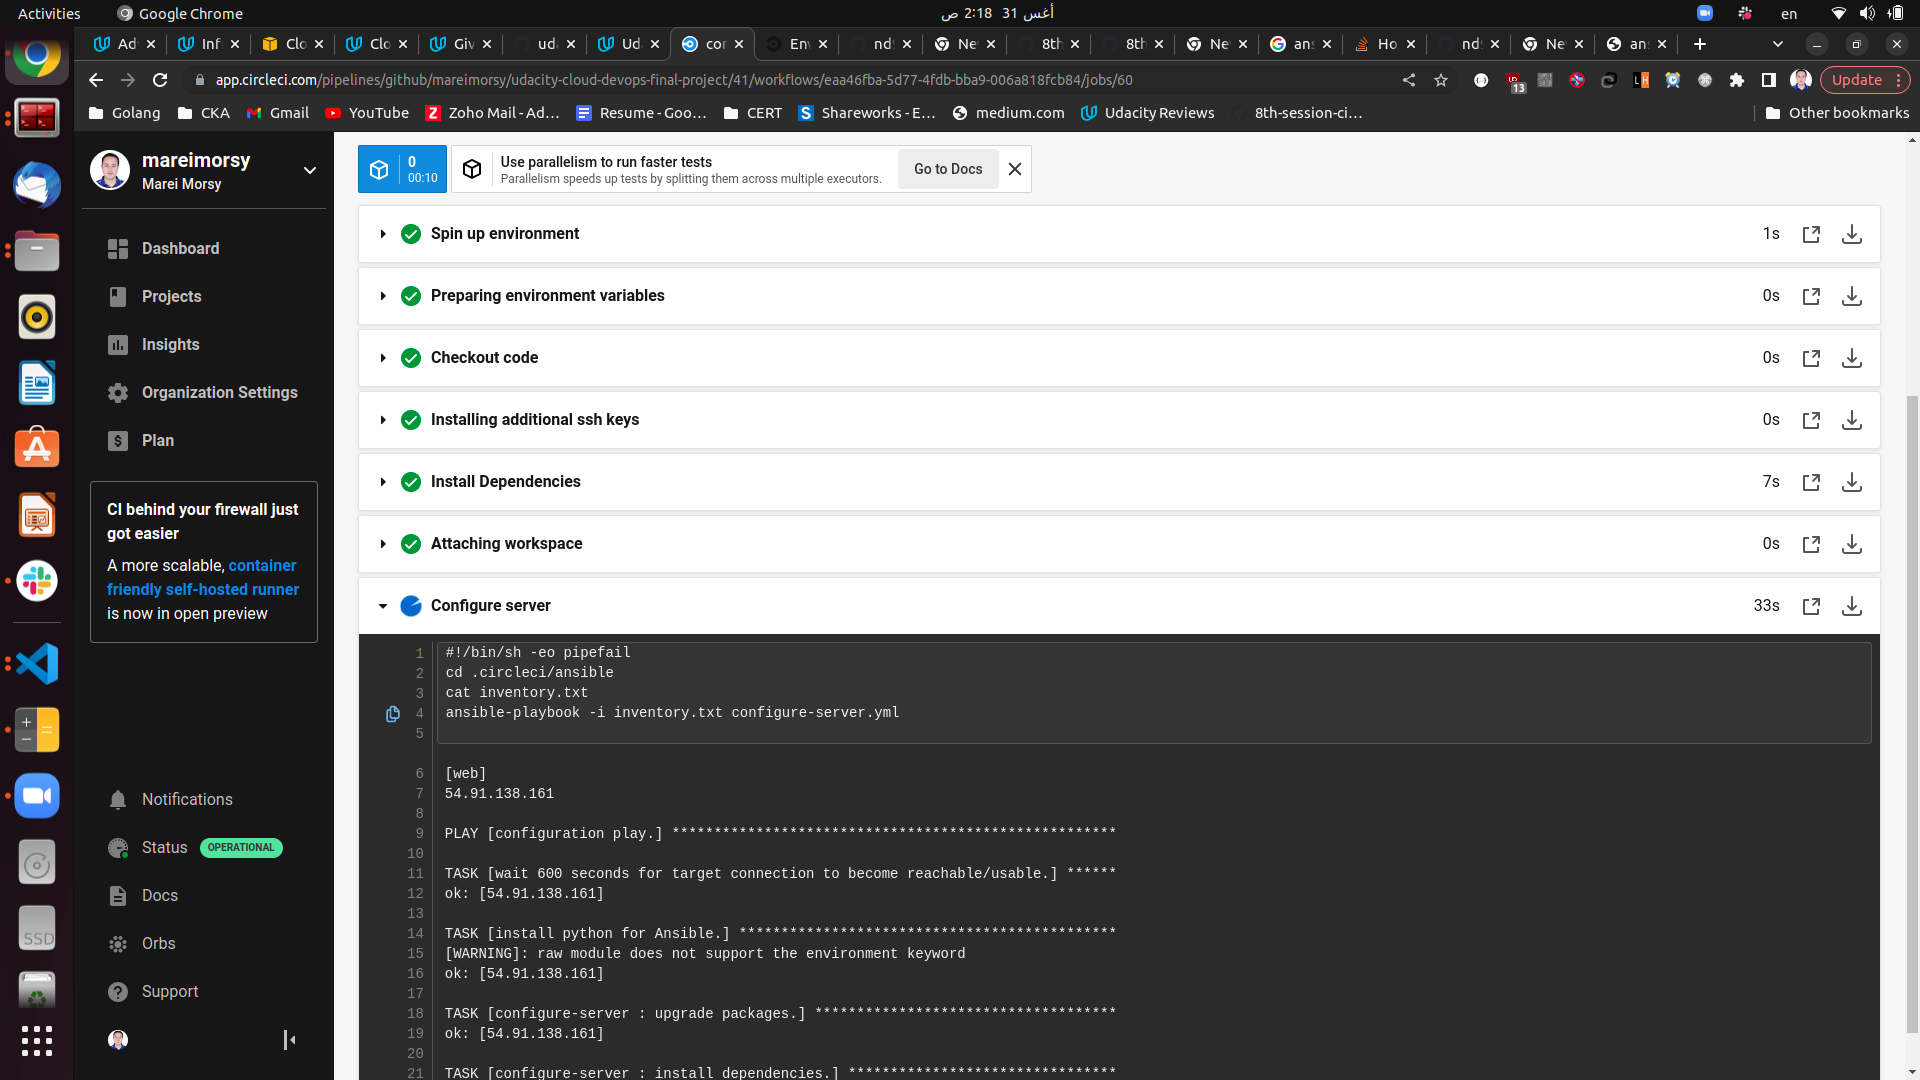 Activities
Google Chrome
أغس 31 2:18 ص
en
Ad
Inf
Clo
Clo
Giv
uda
Ud
cor
En
ndt
Ne
8th
8th
Ne
ans
Ho
ndt
Ne
ans
app.circleci.com/pipelines/github/mareimorsy/udacity-cloud-devops-final-project/41/workflows/eaa46fba-5d77-4fdb-bba9-006a818fcb84/jobs/60
13
Update
Golang
CKA
Gmail
YouTube
Zoho Mail - Ad…
Resume - Goo…
CERT
Shareworks - E…
medium.com
Udacity Reviews
8th-session-ci…
Other bookmarks
mareimorsy
Marei Morsy
Dashboard
Projects
Insights
Organization Settings
Plan
CI behind your firewall just
got easier
A more scalable, container
friendly self-hosted runner
is now in open preview
Notifications
Status OPERATIONAL
Docs
Orbs
Support
SSD
0
00:10
Use parallelism to run faster tests
Parallelism speeds up tests by splitting them across multiple executors.
Go to Docs
Spin up environment 1s
Preparing environment variables 0s
Checkout code 0s
Installing additional ssh keys 0s
Install Dependencies 7s
Attaching workspace 0s
Configure server 33s
1 #!/bin/sh -eo pipefail
2 cd .circleci/ansible
3 cat inventory.txt
4 ansible-playbook -i inventory.txt configure-server.yml
5
6 [web]
7 54.91.138.161
8
9 PLAY [configuration play.] *****************************************************
10
11 TASK [wait 600 seconds for target connection to become reachable/usable.] ******
12 ok: [54.91.138.161]
13
14 TASK [install python for Ansible.] *********************************************
15 [WARNING]: raw module does not support the environment keyword
16 ok: [54.91.138.161]
17
18 TASK [configure-server : upgrade packages.] ************************************
19 ok: [54.91.138.161]
20
21 TASK [configure-server : install dependencies.] ********************************